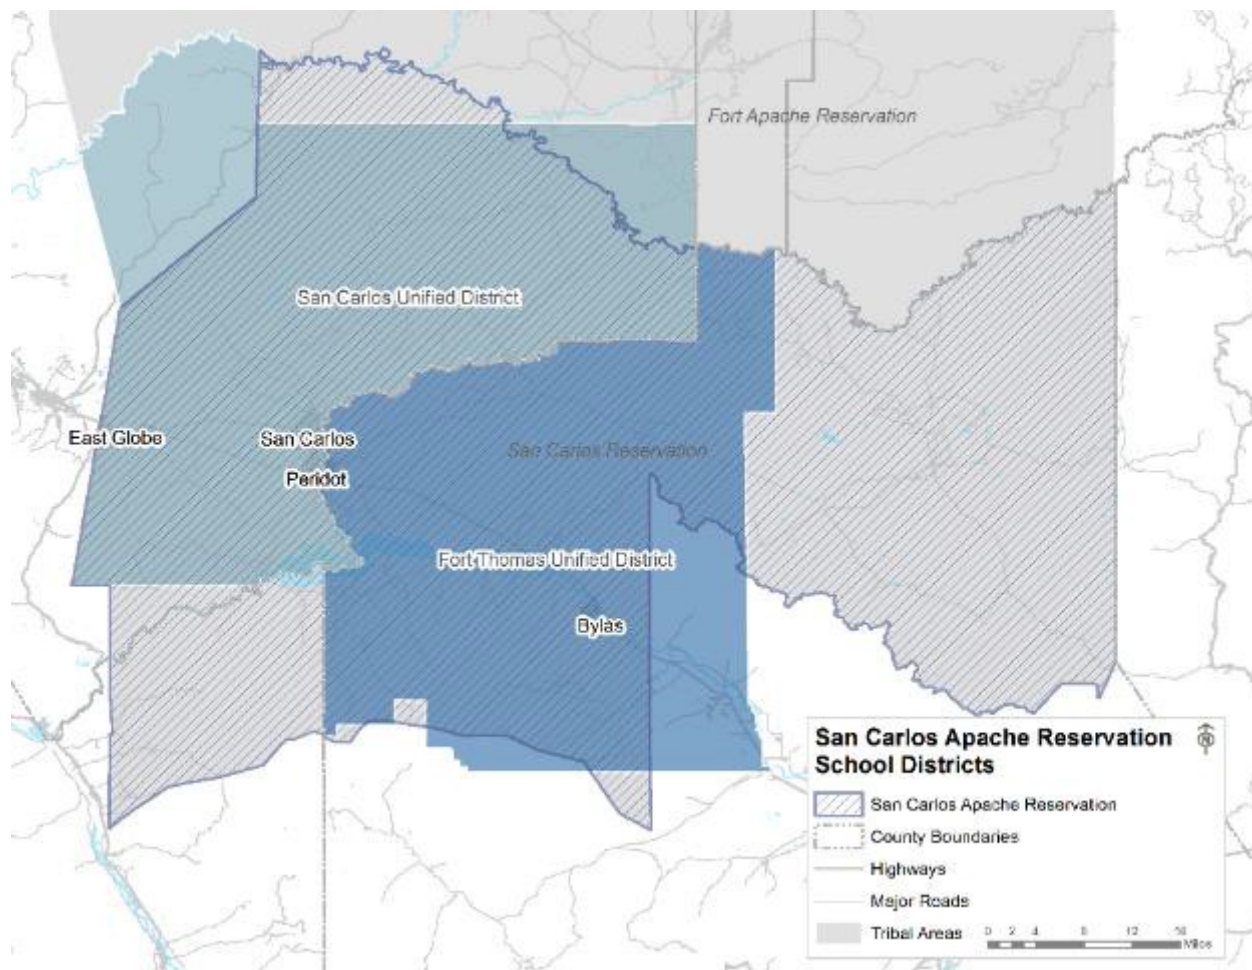 Fort Apache Reservation
San Carlos Unified District
East Globe
San Carlos
San Carlos Reservation
Peridot
Fort Thomas Unified District
Bylas
San Carlos Apache Reservation
School Districts
San Carlos Apache Reservation
County Boundaries
Highways
Major Roads
Tribal Areas
0 2 4 8 12 16
Miles